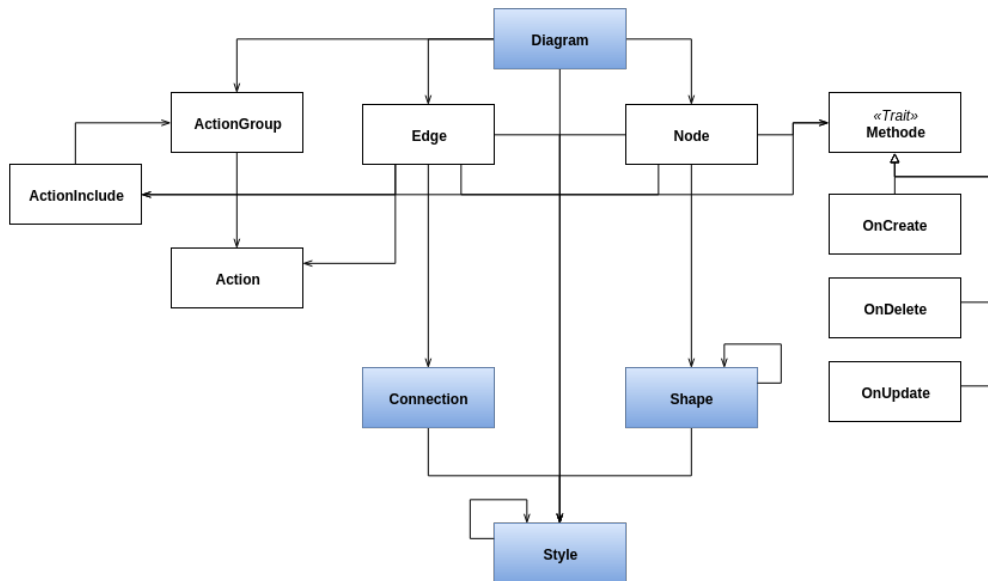 Diagram
ActionGroup
Edge
Node
«Trait»
Methode
ActionInclude
OnCreate
Action
OnDelete
Connection
Shape
OnUpdate
Style